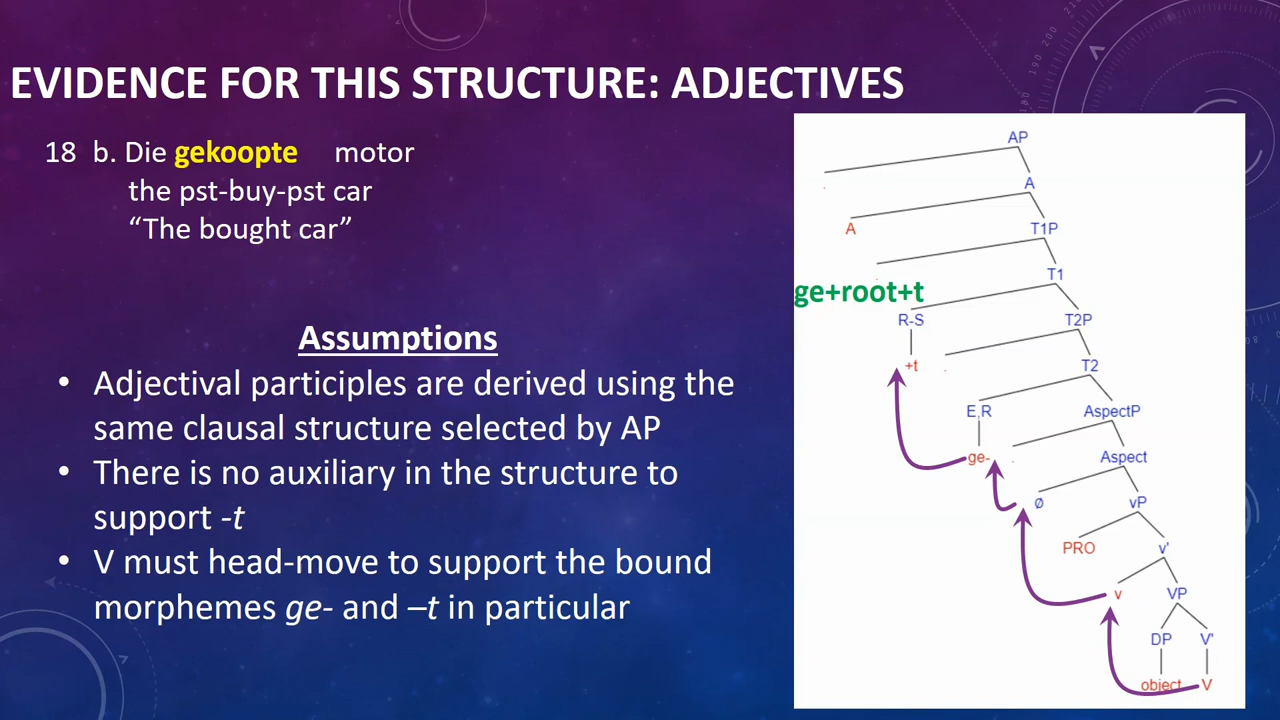 EVIDENCE FOR THIS STRUCTURE: ADJECTIVES
18 b. Die gekoopte motor
the pst-buy-pst car
“The bought car”
Assumptions
• Adjectival participles are derived using the
same clausal structure selected by AP
• There is no auxiliary in the structure to
support -t
• V must head-move to support the bound
morphemes ge- and –t in particular
AP
A
A
T1P
T1
ge+root+t
R-S
T2P
+t
T2
E,R
AspectP
ge-
Aspect
ø
vP
PRO
v'
v
VP
DP
V'
object
V